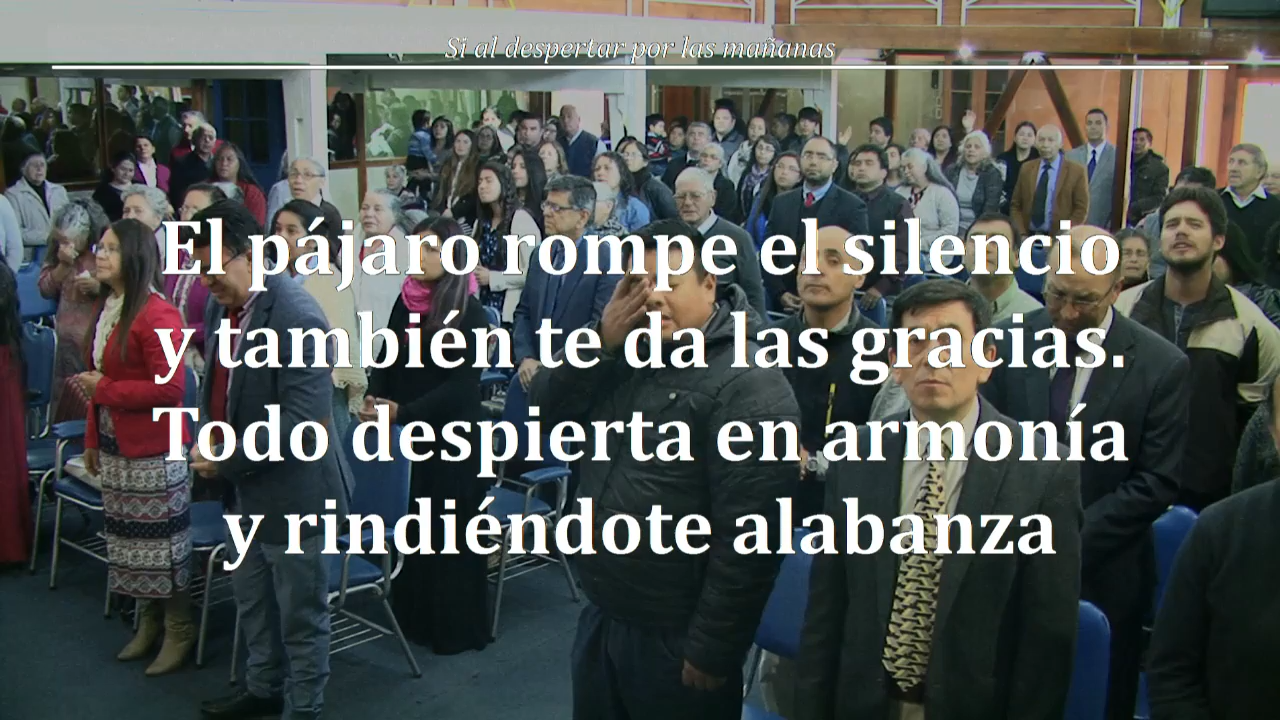 Si al despertar por las mañanas
El pájaro rompe el silencio
y también te da las gracias.
Todo despierta en armonía
y rindiéndote alabanza